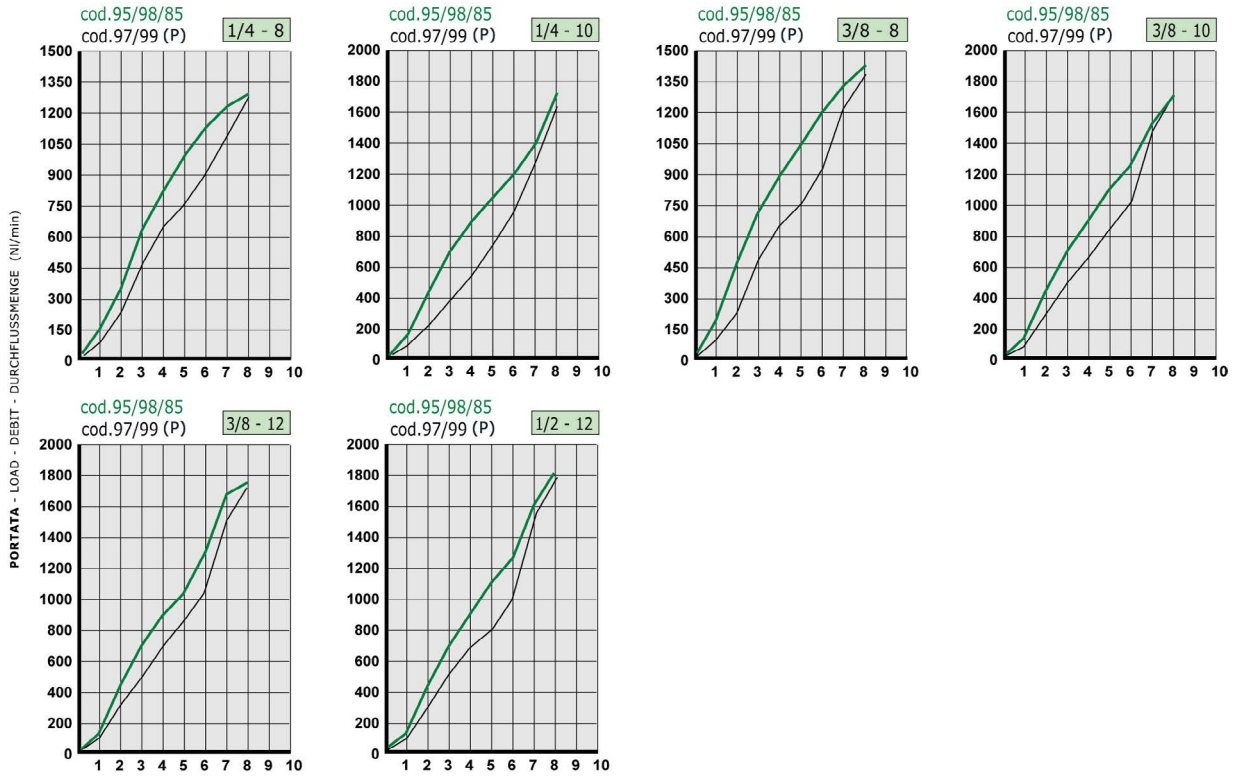 cod.95/98/85
cod.97/99 (P)
1/4 - 8
1500
1350
1200
1050
900
750
600
450
300
150
0
1 2 3 4 5 6 7 8 9 10
cod.95/98/85
cod.97/99 (P)
1/4 - 10
2000
1800
1600
1400
1200
1000
800
600
400
200
0
1 2 3 4 5 6 7 8 9 10
cod.95/98/85
cod.97/99 (P)
3/8 - 8
1500
1350
1200
1050
900
750
600
450
300
150
0
1 2 3 4 5 6 7 8 9 10
cod.95/98/85
cod.97/99 (P)
3/8 - 10
2000
1800
1600
1400
1200
1000
800
600
400
200
0
1 2 3 4 5 6 7 8 9 10
PORTATA - LOAD - DEBIT - DURCHFLUSSMENGE (Nl/min)
cod.95/98/85
cod.97/99 (P)
3/8 - 12
2000
1800
1600
1400
1200
1000
800
600
400
200
0
1 2 3 4 5 6 7 8 9 10
cod.95/98/85
cod.97/99 (P)
1/2 - 12
2000
1800
1600
1400
1200
1000
800
600
400
200
0
1 2 3 4 5 6 7 8 9 10